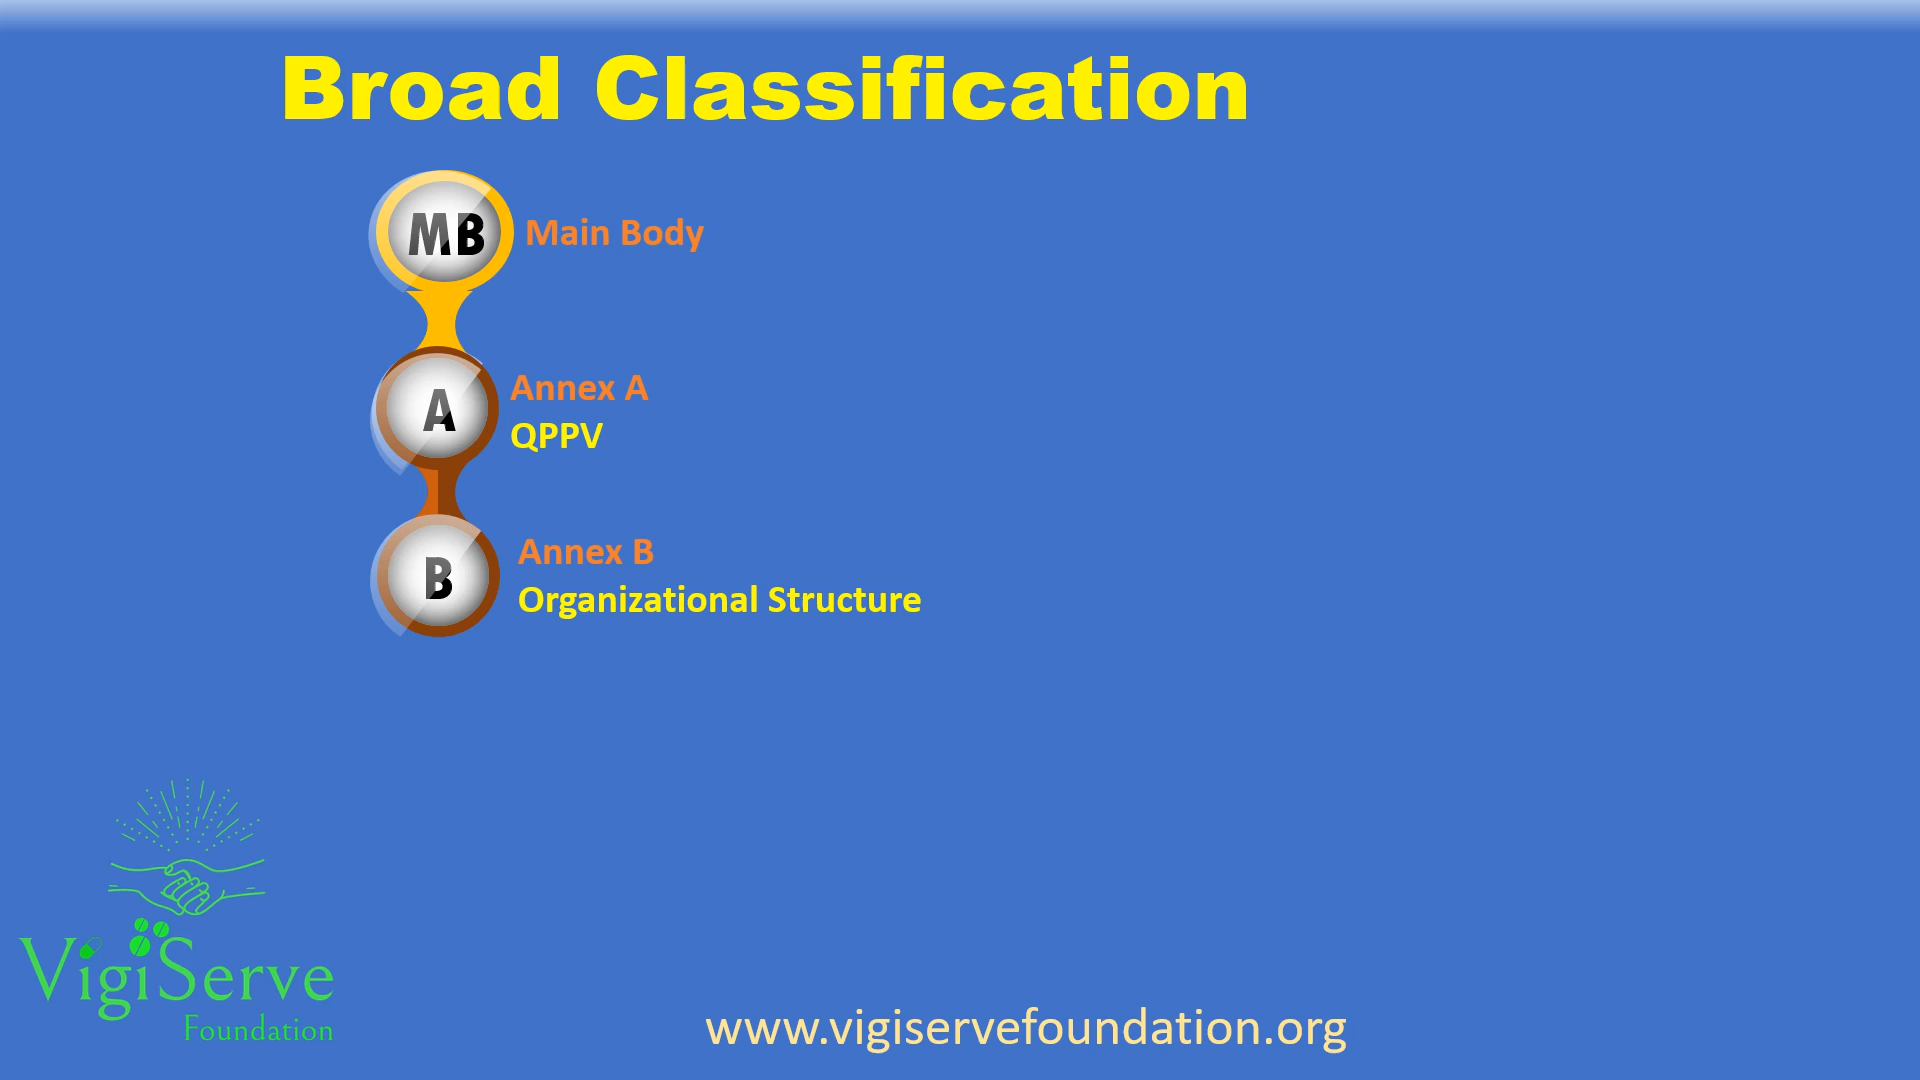 Broad Classification
MB
Main Body
A
Annex A
QPPV
B
Annex B
Organizational Structure
VigiServe
Foundation
www.vigiservefoundation.org